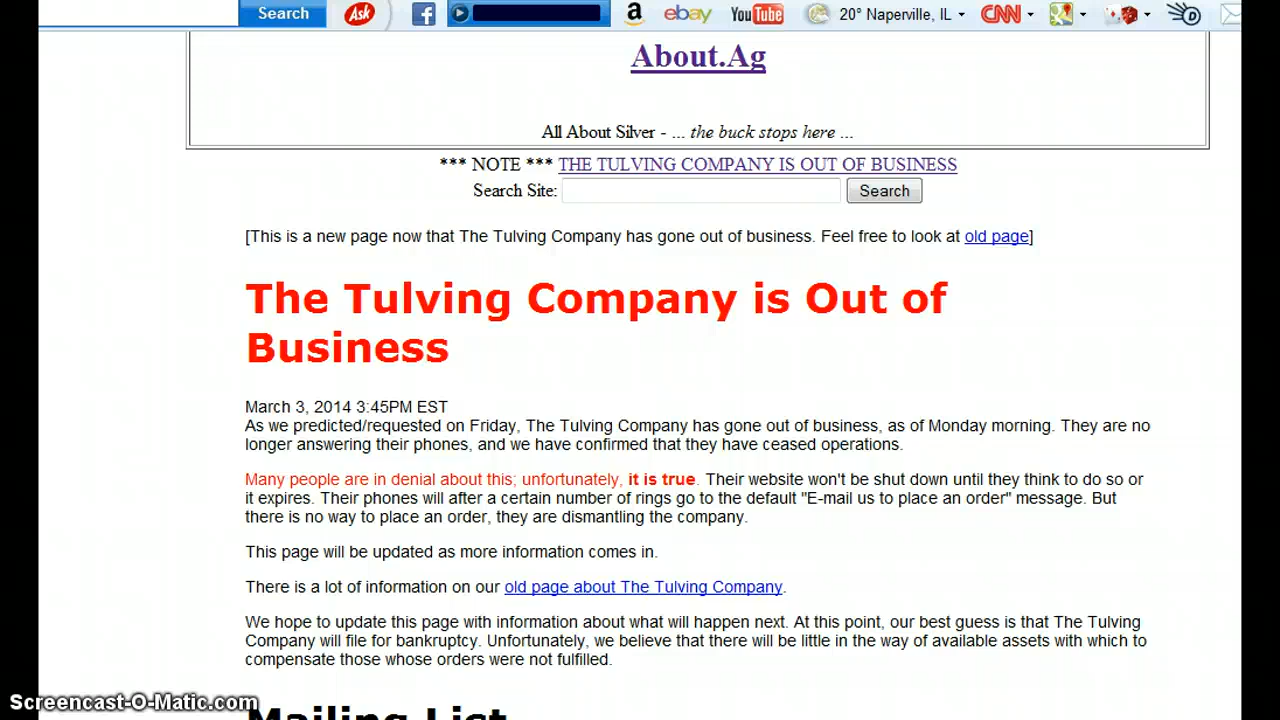 Search Ask a ebay YouTube 20° Naperville, IL CNN
About.Ag
All About Silver - ... the buck stops here ...
*** NOTE *** THE TULVING COMPANY IS OUT OF BUSINESS
Search Site: Search
[This is a new page now that The Tulving Company has gone out of business. Feel free to look at old page]
The Tulving Company is Out of
Business
March 3, 2014 3:45PM EST
As we predicted/requested on Friday, The Tulving Company has gone out of business, as of Monday morning. They are no
longer answering their phones, and we have confirmed that they have ceased operations.
Many people are in denial about this; unfortunately, it is true. Their website won't be shut down until they think to do so or
it expires. Their phones will after a certain number of rings go to the default "E-mail us to place an order" message. But
there is no way to place an order, they are dismantling the company.
This page will be updated as more information comes in.
There is a lot of information on our old page about The Tulving Company.
We hope to update this page with information about what will happen next. At this point, our best guess is that The Tulving
Company will file for bankruptcy. Unfortunately, we believe that there will be little in the way of available assets with which to
compensate those whose orders were not fulfilled.
Mailing List
Screencast-O-Matic.com